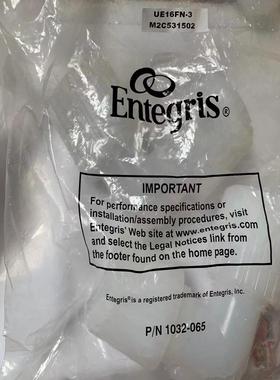 UE16FN-3
M2C531502
Entegris®
IMPORTANT
For performance specifications or
installation/assembly procedures, visit
Entegris' Web site at www.entegris.com
and select the Legal Notices link from
the footer found on the home page.
Entegris® is a registered trademark of Entegris, Inc.
P/N 1032-065